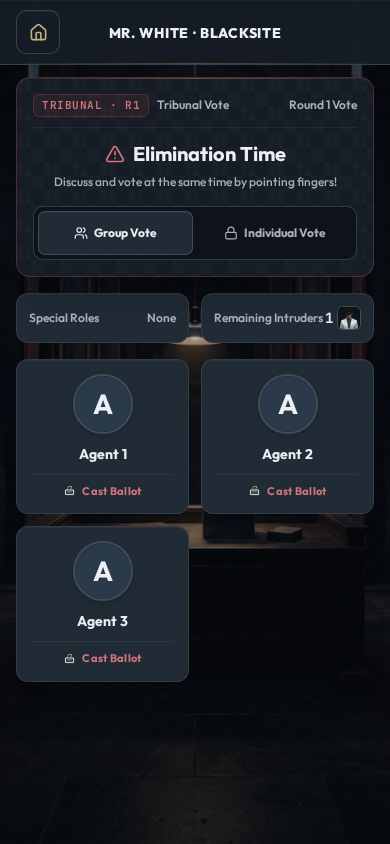 MR. WHITE · BLACKSITE
TRIBUNAL · R1 Tribunal Vote Round 1 Vote
Elimination Time
Discuss and vote at the same time by pointing fingers!
Group Vote Individual Vote
Special Roles None Remaining Intruders 1
A A
Agent 1 Agent 2
Cast Ballot Cast Ballot
A
Agent 3
Cast Ballot